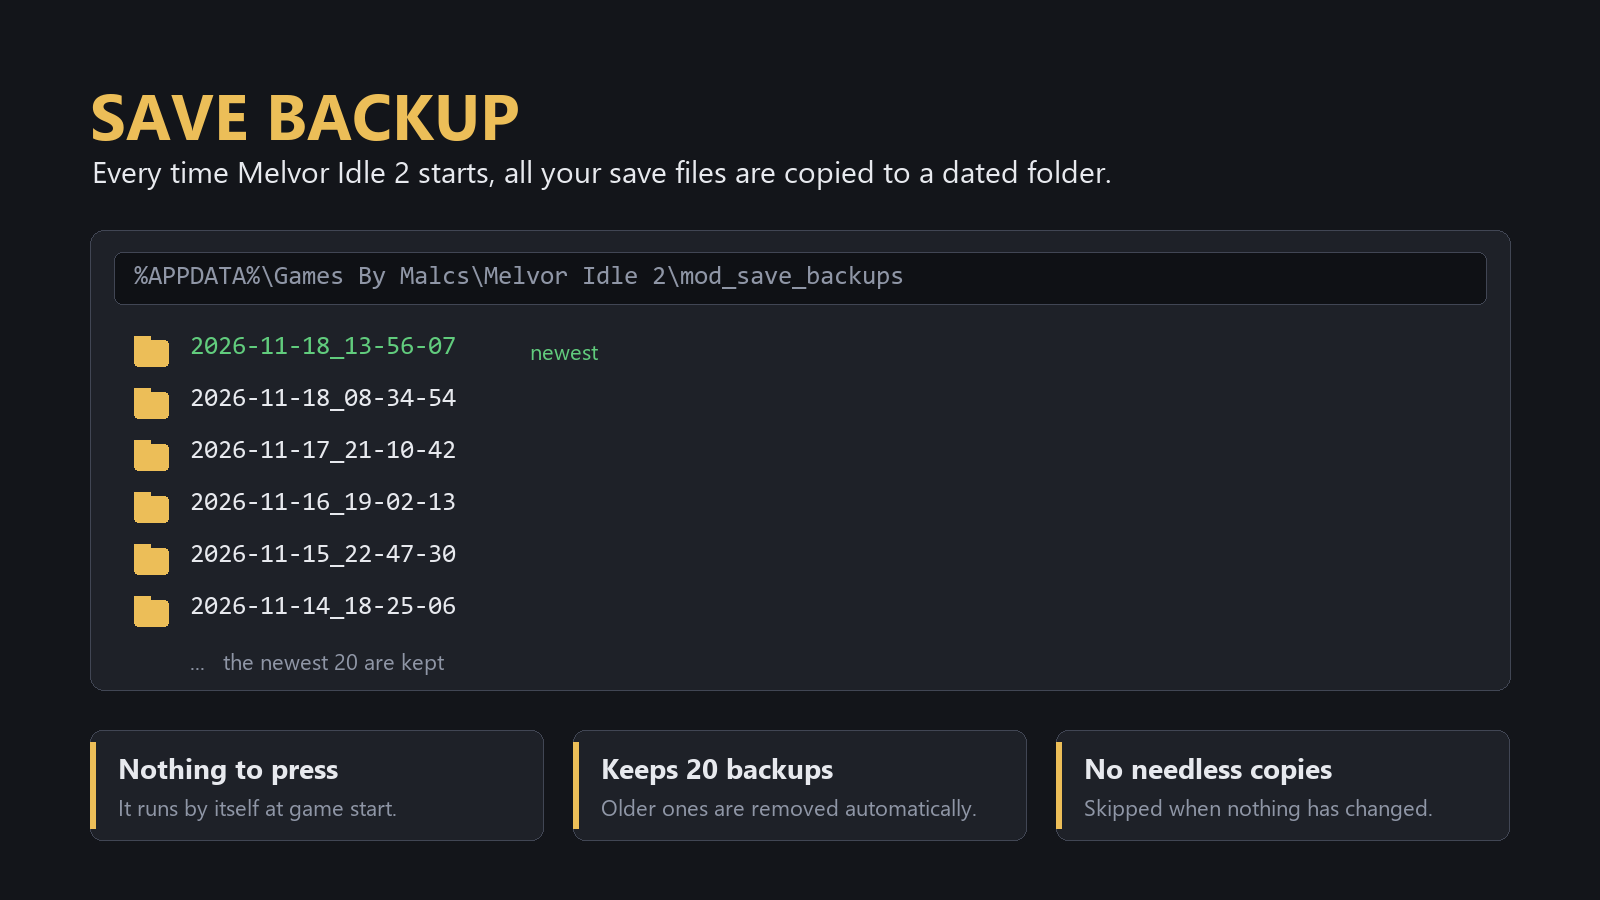 SAVE BACKUP
Every time Melvor Idle 2 starts, all your save files are copied to a dated folder.
%APPDATA%\Games By Malcs\Melvor Idle 2\mod_save_backups
2026-11-18_13-56-07 newest
2026-11-18_08-34-54
2026-11-17_21-10-42
2026-11-16_19-02-13
2026-11-15_22-47-30
2026-11-14_18-25-06
... the newest 20 are kept
Nothing to press
It runs by itself at game start.
Keeps 20 backups
Older ones are removed automatically.
No needless copies
Skipped when nothing has changed.